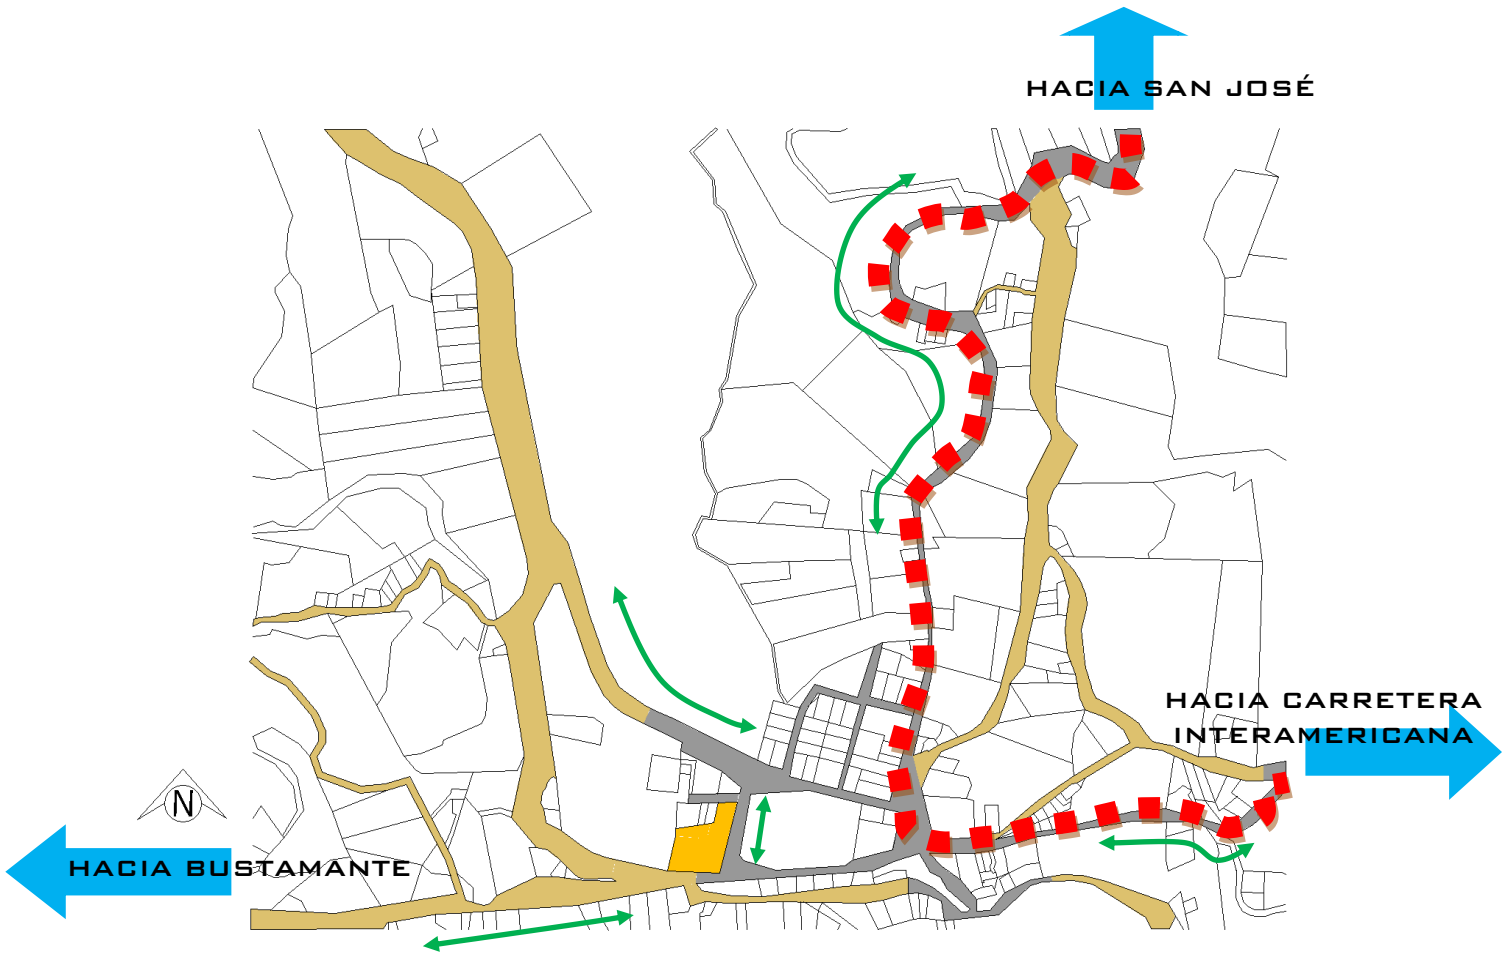 HACIA SAN JOSÉ
HACIA CARRETERA
INTERAMERICANA
N
HACIA BUSTAMANTE